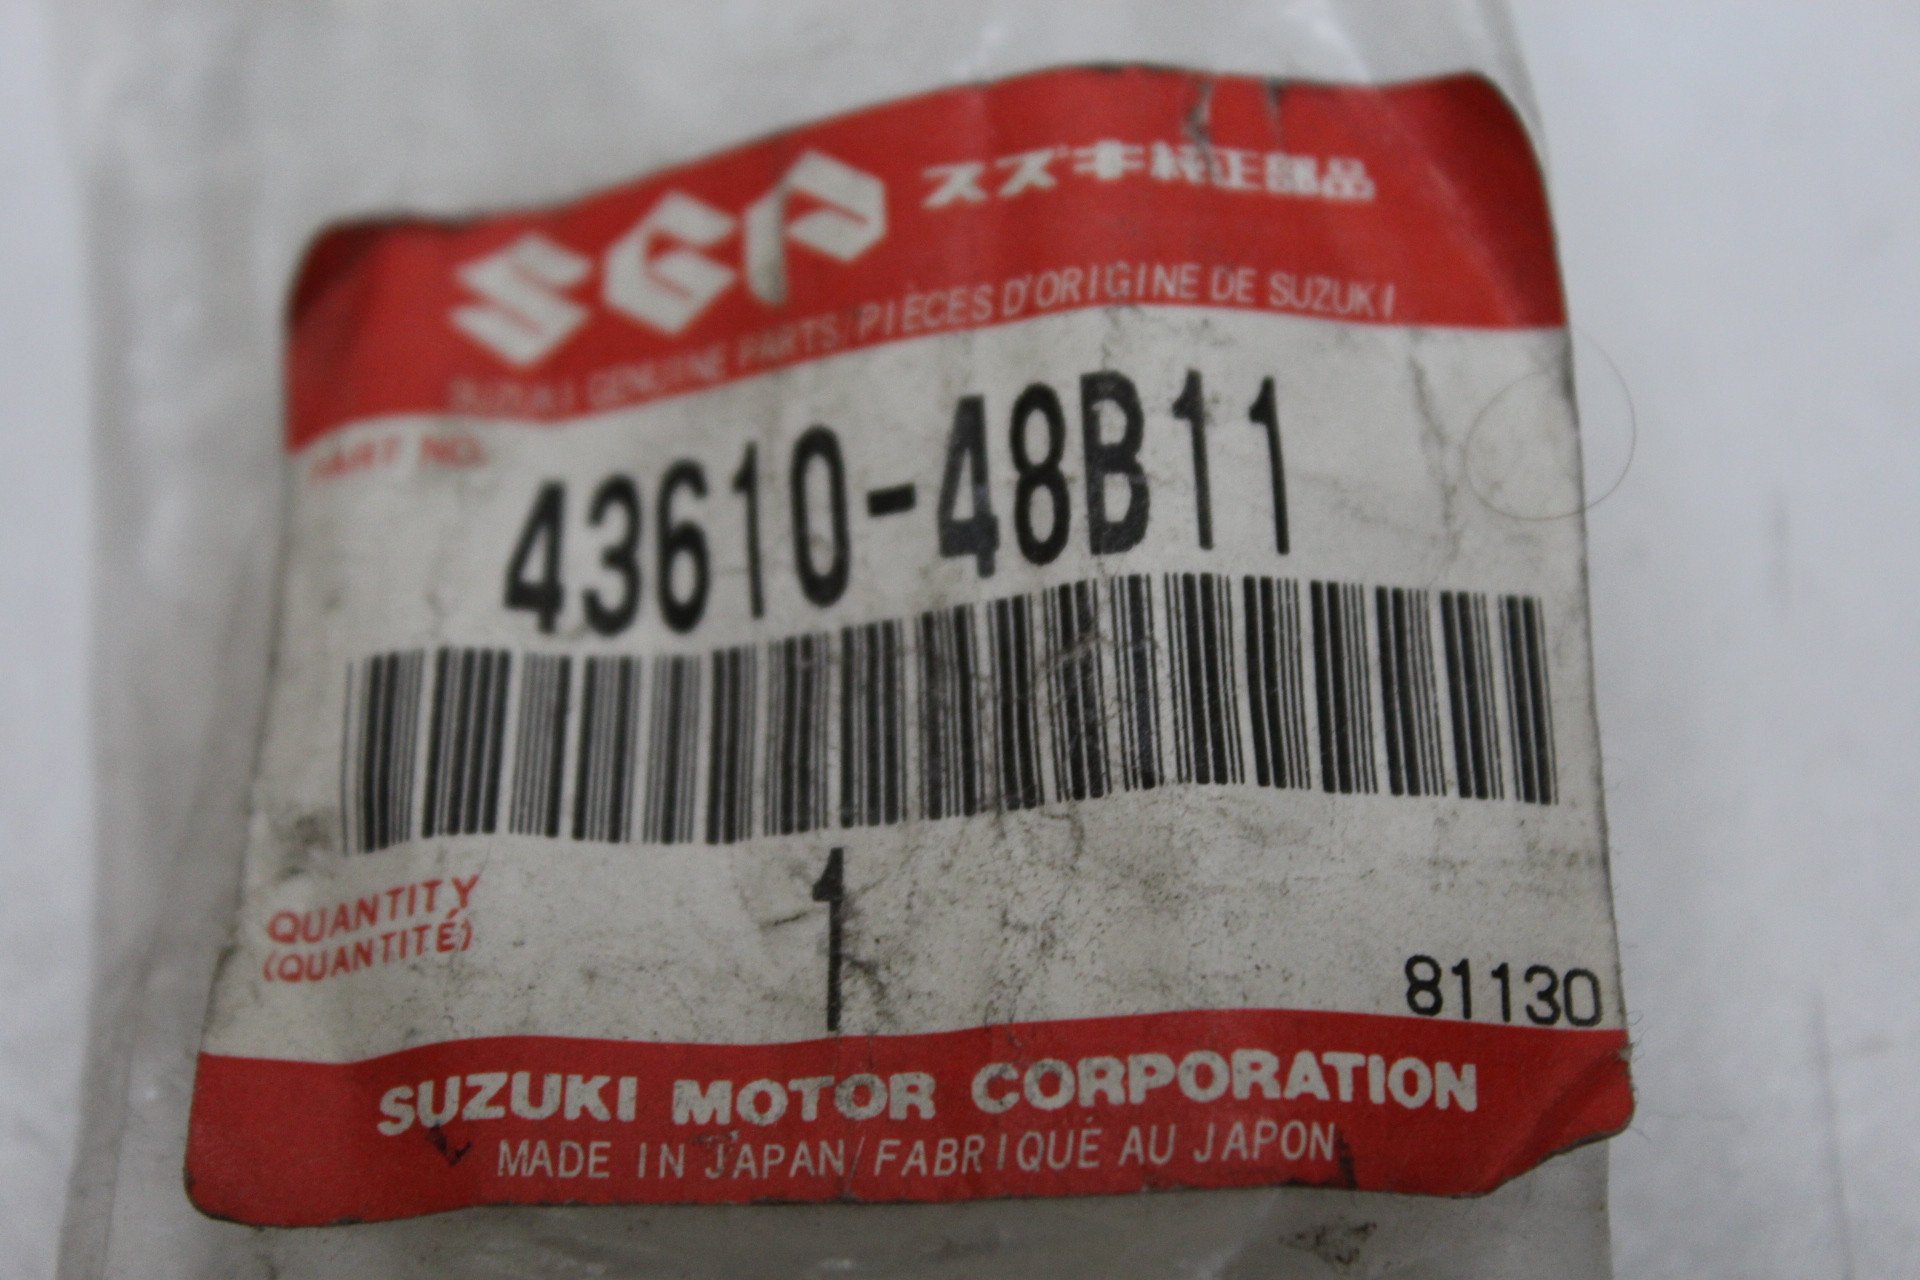 SGP スズキ純正部品
SUZUKI GENUINE PARTS/PIÈCES D'ORIGINE DE SUZUKI
PART NO.
43610-48B11
QUANTITY
(QUANTITÉ)
1
81130
SUZUKI MOTOR CORPORATION
MADE IN JAPAN/FABRIQUÉ AU JAPON